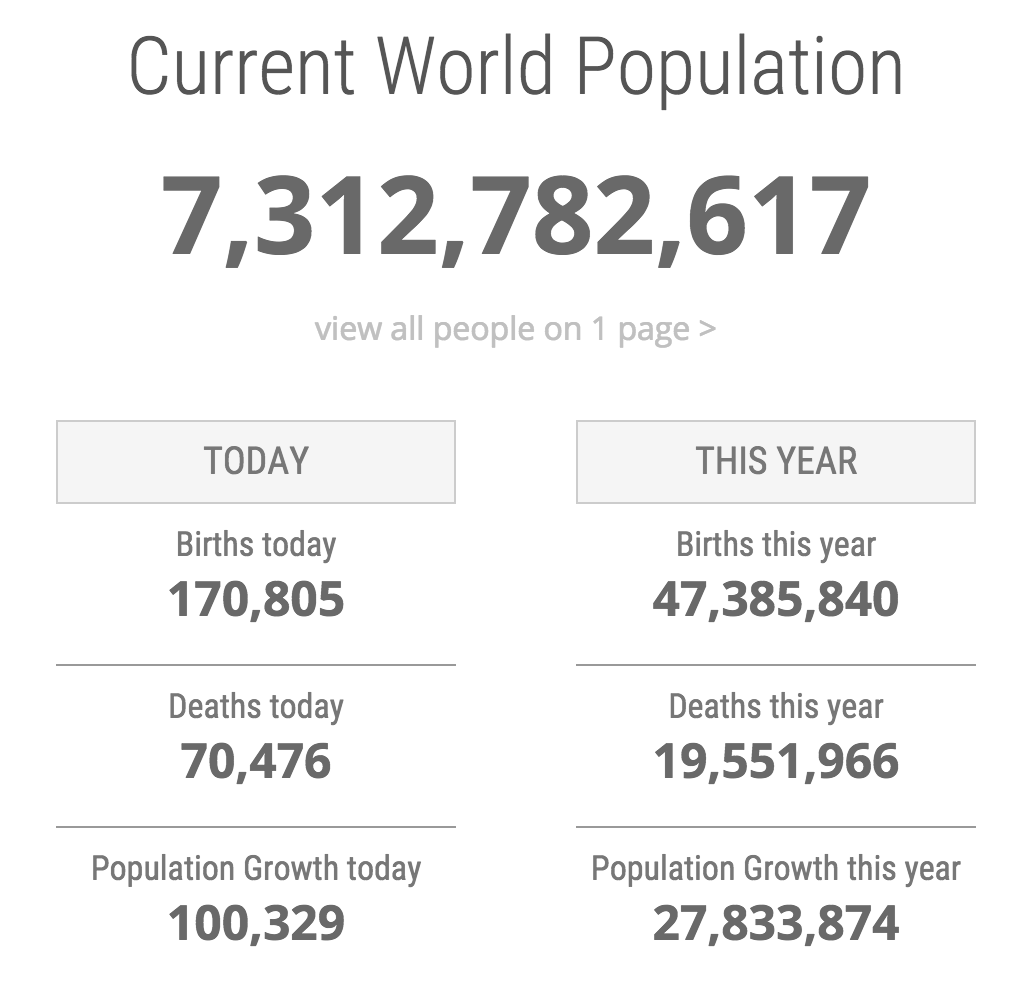 Current World Population
7,312,782,617
view all people on 1 page >
TODAY
Births today
170,805
Deaths today
70,476
Population Growth today
100,329
THIS YEAR
Births this year
47,385,840
Deaths this year
19,551,966
Population Growth this year
27,833,874